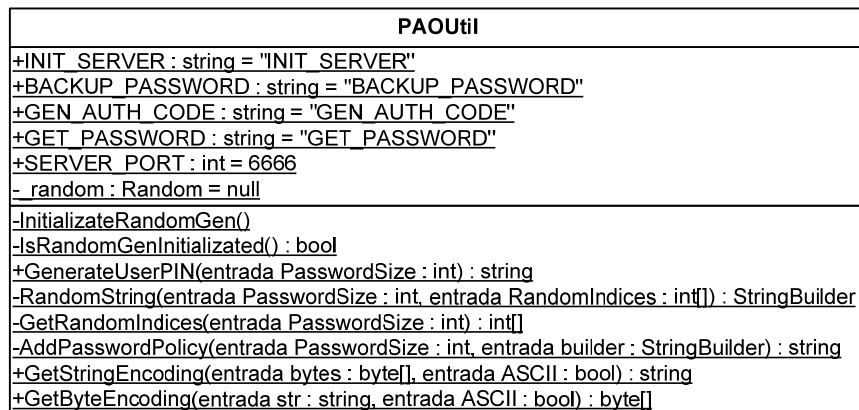 PAOUtil
+INIT_SERVER : string = "INIT_SERVER"
+BACKUP_PASSWORD : string = "BACKUP_PASSWORD"
+GEN_AUTH_CODE : string = "GEN_AUTH_CODE"
+GET_PASSWORD : string = "GET_PASSWORD"
+SERVER_PORT : int = 6666
-_random : Random = null
-InitializateRandomGen()
-IsRandomGenInitializated() : bool
+GenerateUserPIN(entrada PasswordSize : int) : string
-RandomString(entrada PasswordSize : int, entrada RandomIndices : int[]) : StringBuilder
-GetRandomIndices(entrada PasswordSize : int) : int[]
-AddPasswordPolicy(entrada PasswordSize : int, entrada builder : StringBuilder) : string
+GetStringEncoding(entrada bytes : byte[], entrada ASCII : bool) : string
+GetByteEncoding(entrada str : string, entrada ASCII : bool) : byte[]